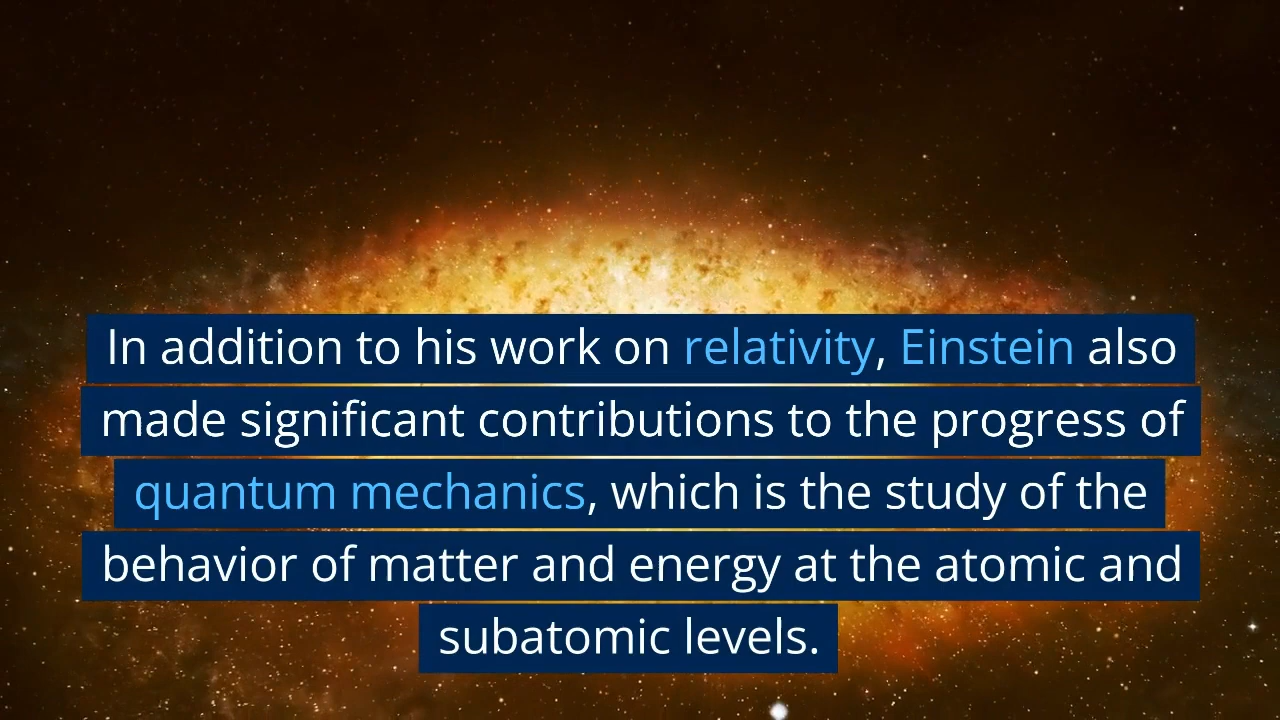 In addition to his work on relativity, Einstein also
made significant contributions to the progress of
quantum mechanics, which is the study of the
behavior of matter and energy at the atomic and
subatomic levels.